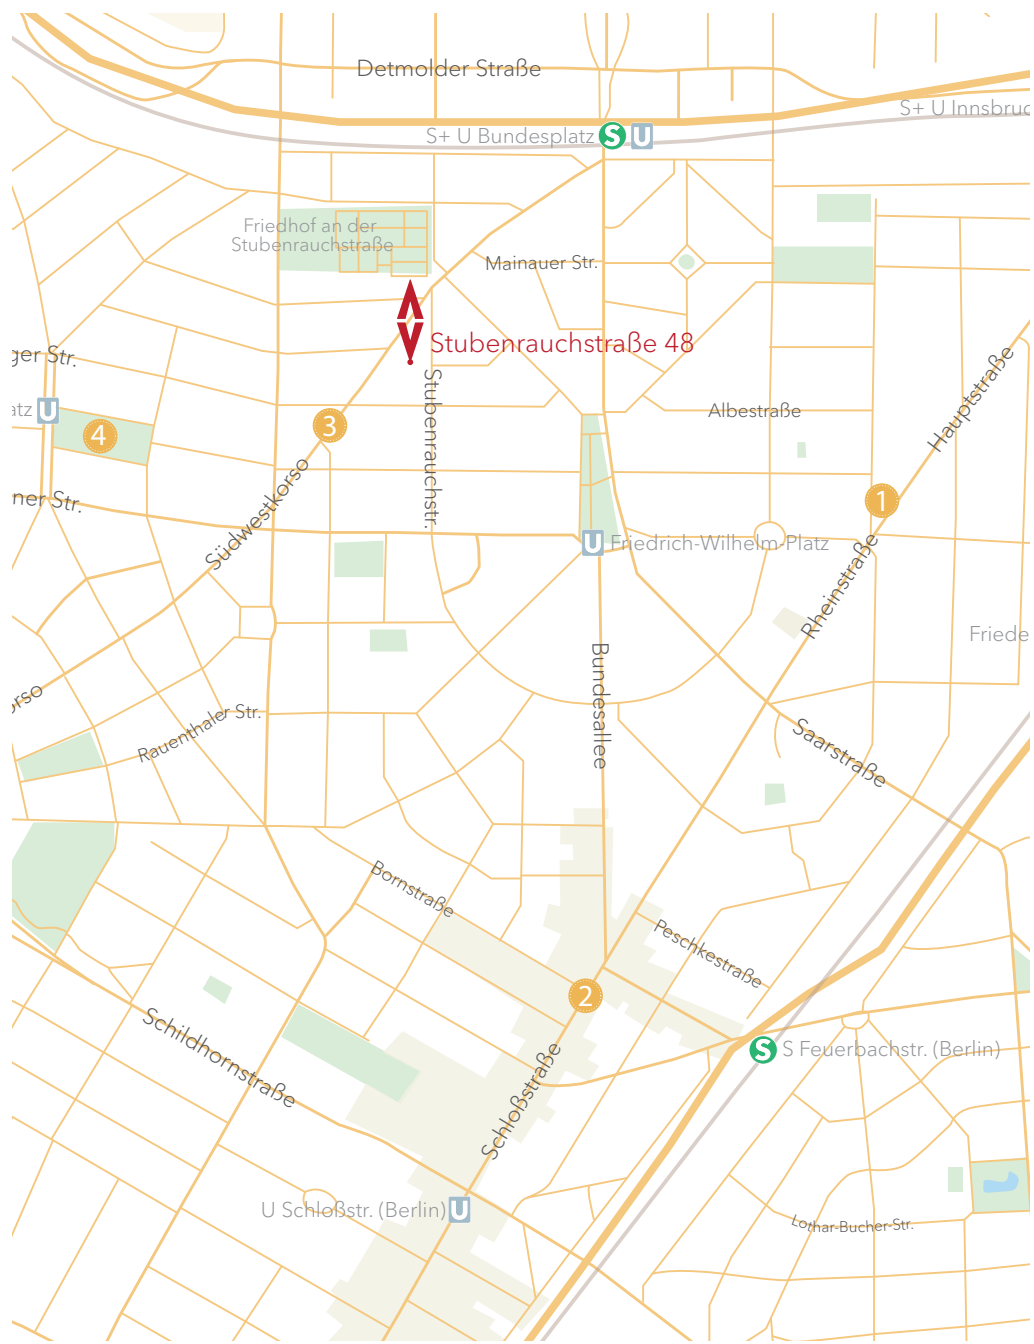 Detmolder Straße
S+ U Innsbruc
S+ U Bundesplatz S U
Friedhof an der
Stubenrauchstraße
Mainauer Str.
Stubenrauchstraße 48
ger Str.
Hauptstraße
Stubenrauchstr.
atz U
Albestraße
3
4
Südwestkorso
ner Str.
1
U Friedrich-Wilhelm-Platz
Rheinstraße
Friede
Bundesallee
orso
Rauenthaler Str.
Saarstraße
Bornstraße
Peschkestraße
2
Schildhornstraße
S S Feuerbachstr. (Berlin)
Schloßstraße
U Schloßstr. (Berlin) U
Lothar-Bucher-Str.